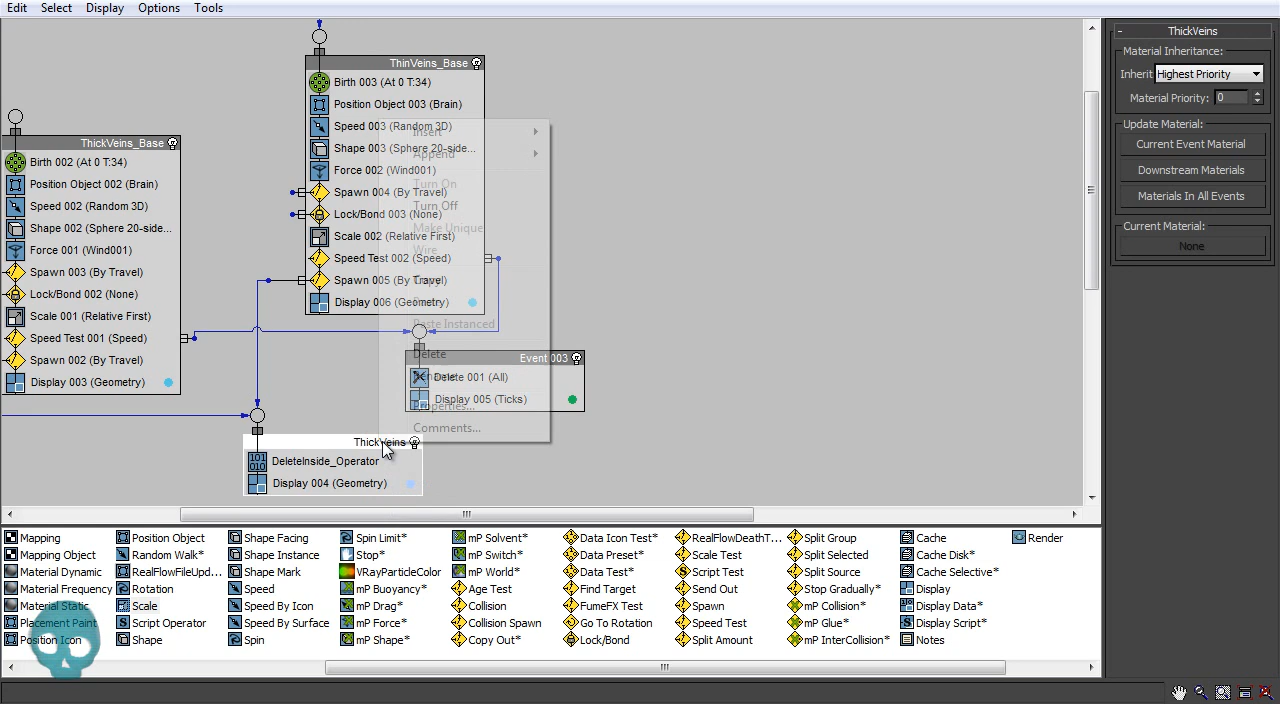 Edit Select Display Options Tools
ThickVeins_Base
Birth 002 (At 0 T:34)
Position Object 002 (Brain)
Speed 002 (Random 3D)
Shape 002 (Sphere 20-side...
Force 001 (Wind001)
Spawn 003 (By Travel)
Lock/Bond 002 (None)
Scale 001 (Relative First)
Speed Test 001 (Speed)
Spawn 002 (By Travel)
Display 003 (Geometry)
ThinVeins_Base
Birth 003 (At 0 T:34)
Position Object 003 (Brain)
Speed 003 (Random 3D)
Shape 003 (Sphere 20-side...
Force 002 (Wind001)
Spawn 004 (By Travel)
Lock/Bond 003 (None)
Scale 002 (Relative First)
Speed Test 002 (Speed)
Spawn 005 (By Travel)
Display 006 (Geometry)
Insert
Append
Turn On
Turn Off
Make Unique
Wire
Paste Instanced
Delete
Properties...
Comments...
Event 003
Delete 001 (All)
Display 005 (Ticks)
ThickVeins
DeleteInside_Operator
Display 004 (Geometry)
ThickVeins
Material Inheritance:
Inherit Highest Priority
Material Priority: 0
Update Material:
Current Event Material
Downstream Materials
Materials In All Events
Current Material:
None
Mapping
Mapping Object
Material Dynamic
Material Frequency
Material Static
Placement Paint
Position Icon
Position Object
Random Walk*
RealFlowFileUpd...
Rotation
Scale
Script Operator
Shape
Shape Facing
Shape Instance
Shape Mark
Speed
Speed By Icon
Speed By Surface
Spin
Spin Limit*
Stop*
VRayParticleColor
mP Buoyancy*
mP Drag*
mP Force*
mP Shape*
mP Solvent*
mP Switch*
mP World*
Age Test
Collision
Collision Spawn
Copy Out*
Data Icon Test*
Data Preset*
Data Test*
Find Target
FumeFX Test
Go To Rotation
Lock/Bond
RealFlowDeathT...
Scale Test
Script Test
Send Out
Spawn
Speed Test
Split Amount
Split Group
Split Selected
Split Source
Stop Gradually*
mP Collision*
mP Glue*
mP InterCollision*
Cache
Cache Disk*
Cache Selective*
Display
Display Data*
Display Script*
Notes
Render